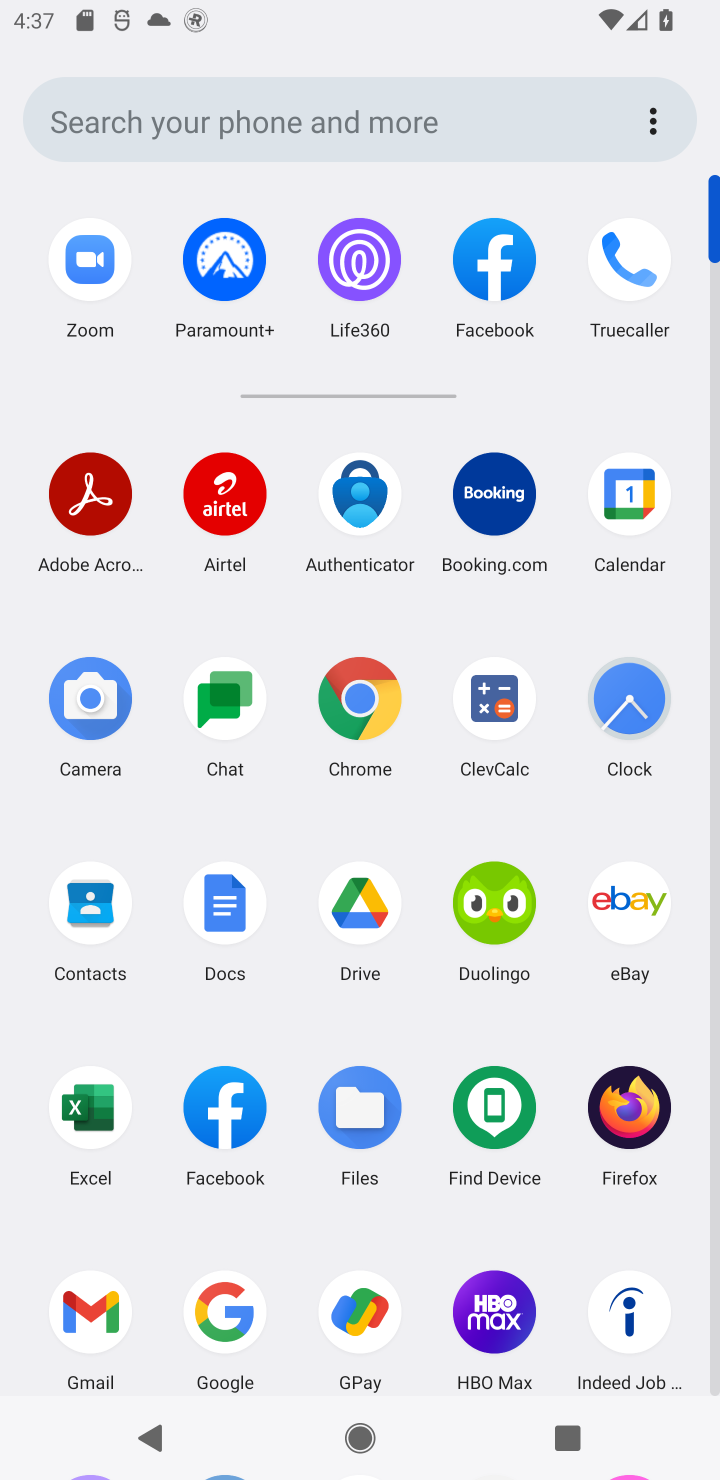 4:37
Search your phone and more
Zoom Paramount+ Life360 Facebook Truecaller
airtel Booking 1
Adobe Acro... Airtel Authenticator Booking.com Calendar
Camera Chat Chrome ClevCalc Clock
ebay
Contacts Docs Drive Duolingo eBay
X
Excel Facebook Files Find Device Firefox
HBO
max
Gmail Google GPay HBO Max Indeed Job ...